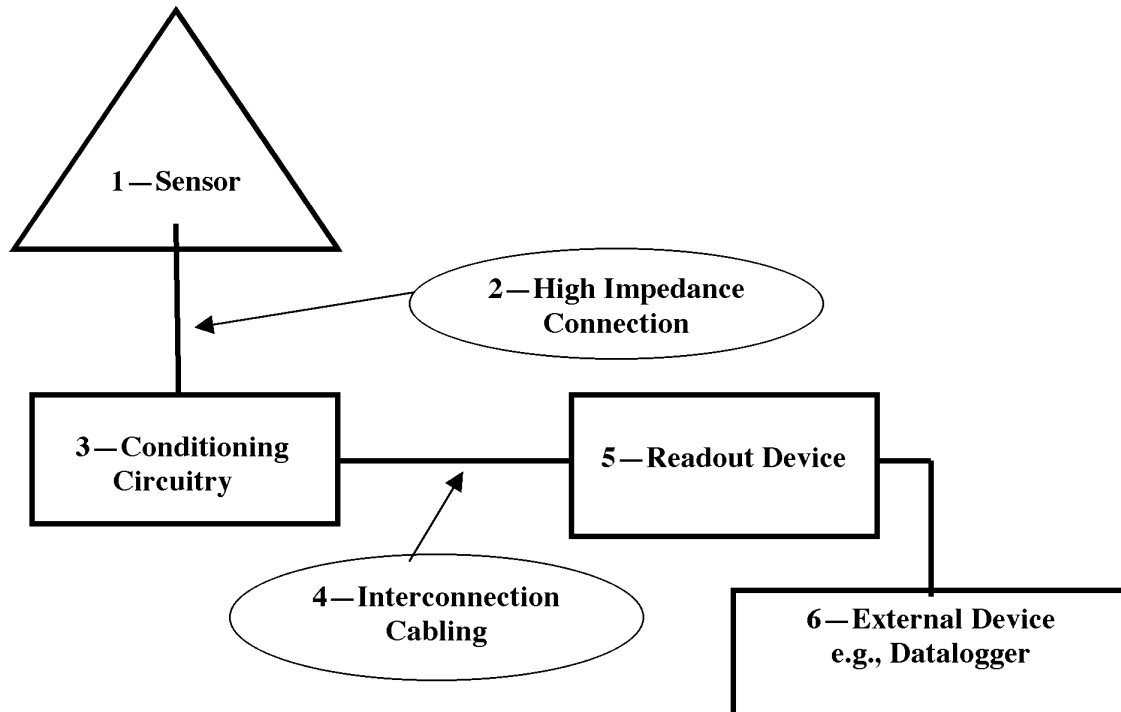 1—Sensor
2—High Impedance
Connection
3—Conditioning
Circuitry
5—Readout Device
4—Interconnection
Cabling
6—External Device
e.g., Datalogger